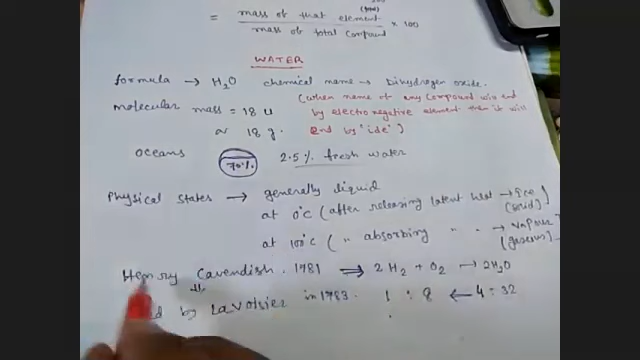 = mass of that element (total) / mass of total compound × 100
WATER
formula → H₂O chemical name → Dihydrogen oxide.
Molecular mass = 18 u (when name of any compound will end
or 18 g. by electronegative element then it will
end by 'ide')
Oceans 70% 2.5% fresh water
Physical states → generally liquid
at 0°C (after releasing latent heat → Ice (solid)
at 100°C ( " absorbing " → vapour (gaseous)
Henry Cavendish. 1781 ⟹ 2H₂ + O₂ → 2H₂O
by Lavoisier in 1783. 1 : 8 ← 4 : 32